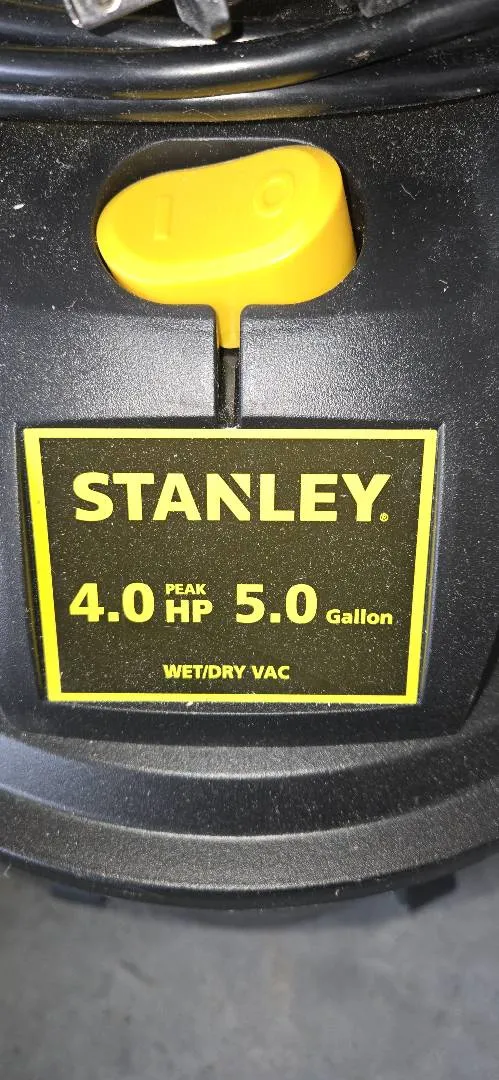 I O
STANLEY®
4.0 PEAK HP 5.0 Gallon
WET/DRY VAC